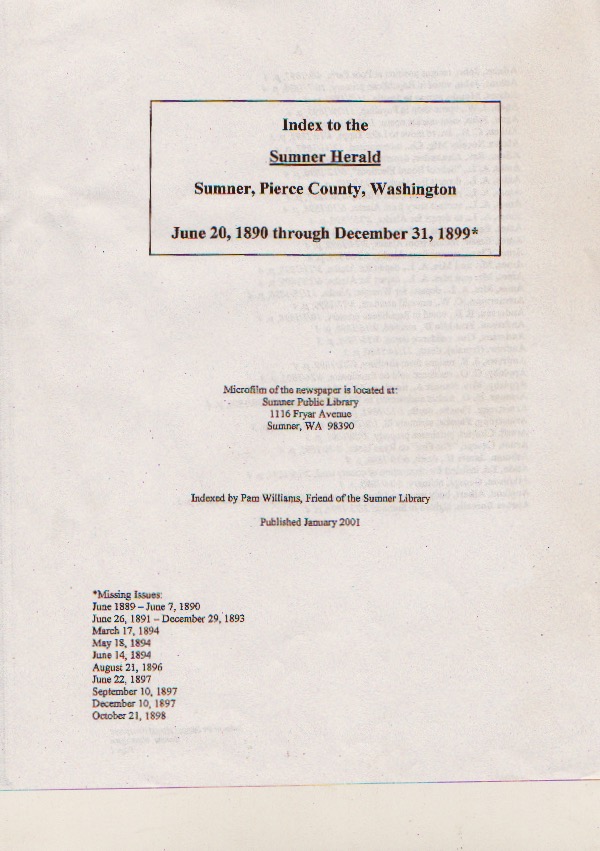 Index to the
Sumner Herald
Sumner, Pierce County, Washington
June 20, 1890 through December 31, 1899*
Microfilm of the newspaper is located at:
Sumner Public Library
1116 Fryar Avenue
Sumner, WA 98390
Indexed by Pam Williams, Friend of the Sumner Library
Published January 2001
*Missing Issues:
June 1889 – June 7, 1890
June 26, 1891 – December 29, 1893
March 17, 1894
May 18, 1894
June 14, 1894
August 21, 1896
June 22, 1897
September 10, 1897
December 10, 1897
October 21, 1898